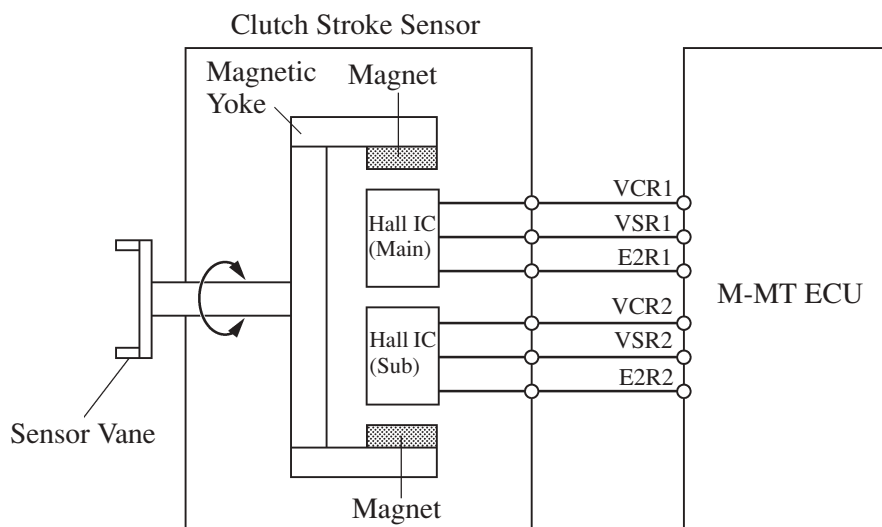 Clutch Stroke Sensor
Magnetic
Yoke
Magnet
Hall IC
(Main)
Hall IC
(Sub)
VCR1
VSR1
E2R1
VCR2
VSR2
E2R2
M-MT ECU
Sensor Vane
Magnet